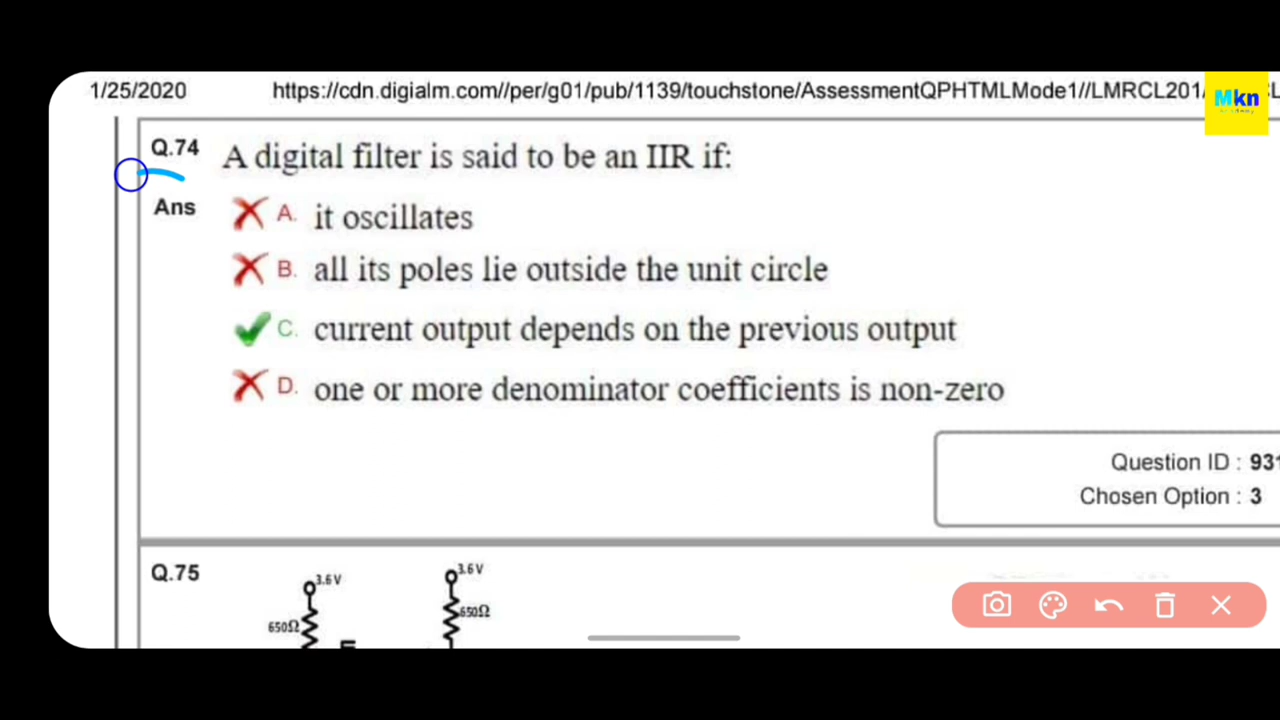 1/25/2020 https://cdn.digialm.com//per/g01/pub/1139/touchstone/AssessmentQPHTMLMode1//LMRCL201
Mkn
Q.74 A digital filter is said to be an IIR if:
Ans A. it oscillates
B. all its poles lie outside the unit circle
C. current output depends on the previous output
D. one or more denominator coefficients is non-zero
Question ID : 931
Chosen Option : 3
Q.75
3.6V 3.6V
650Ω 650Ω